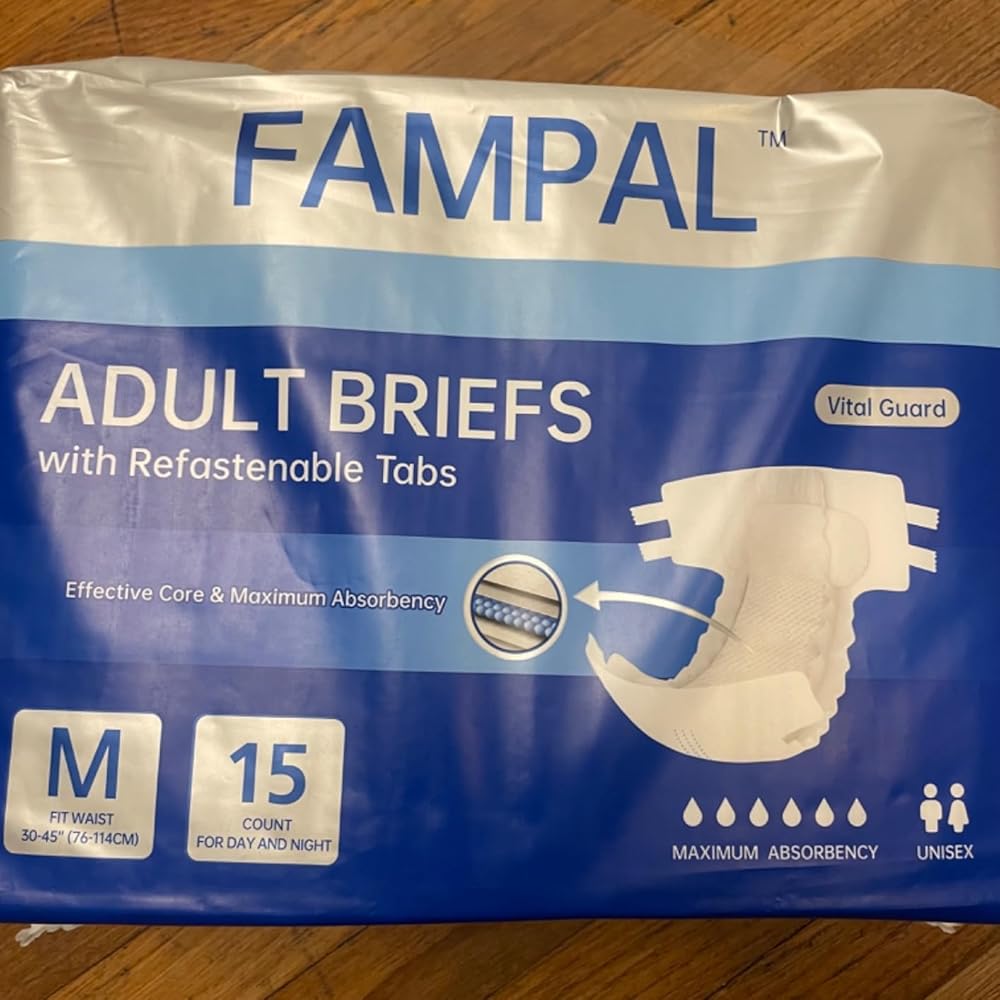 FAMPAL™
ADULT BRIEFS
with Refastenable Tabs
Vital Guard
Effective Core & Maximum Absorbency
M
FIT WAIST
30-45" (76-114CM)
15
COUNT
FOR DAY AND NIGHT
MAXIMUM ABSORBENCY
UNISEX